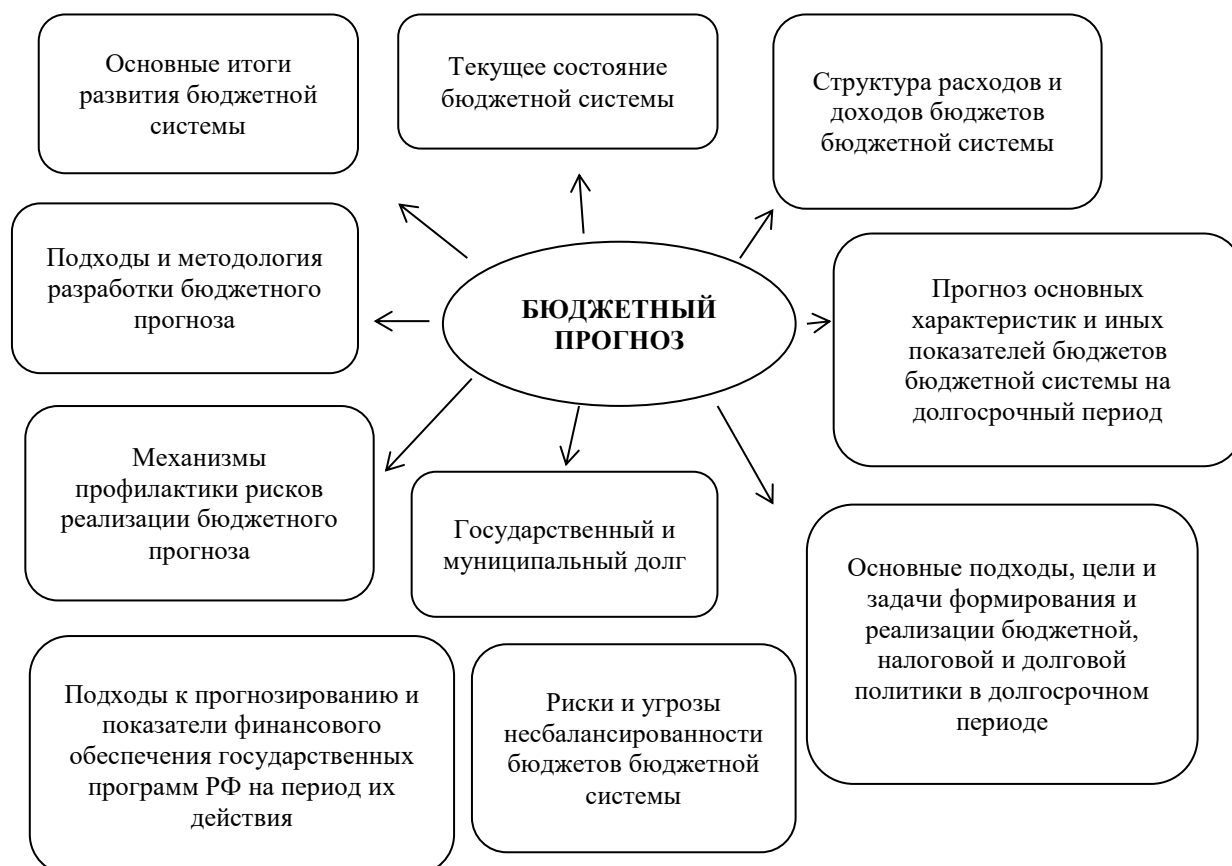 Основные итоги
развития бюджетной
системы
Текущее состояние
бюджетной системы
Структура расходов и
доходов бюджетов
бюджетной системы
Подходы и методология
разработки бюджетного
прогноза
БЮДЖЕТНЫЙ
ПРОГНОЗ
Прогноз основных
характеристик и иных
показателей бюджетов
бюджетной системы на
долгосрочный период
Механизмы
профилактики рисков
реализации бюджетного
прогноза
Государственный и
муниципальный долг
Основные подходы, цели и
задачи формирования и
реализации бюджетной,
налоговой и долговой
политики в долгосрочном
периоде
Подходы к прогнозированию и
показатели финансового
обеспечения государственных
программ РФ на период их
действия
Риски и угрозы
несбалансированности
бюджетов бюджетной
системы